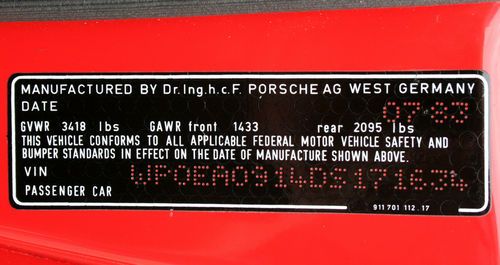 MANUFACTURED BY Dr.Ing.h.c.F. PORSCHE AG WEST GERMANY
DATE 07.83
GVWR 3418 lbs GAWR front 1433 rear 2095 lbs
THIS VEHICLE CONFORMS TO ALL APPLICABLE FEDERAL MOTOR VEHICLE SAFETY AND
BUMPER STANDARDS IN EFFECT ON THE DATE OF MANUFACTURE SHOWN ABOVE.
VIN WP0EA0914DS171634
PASSENGER CAR
911 701 112.17